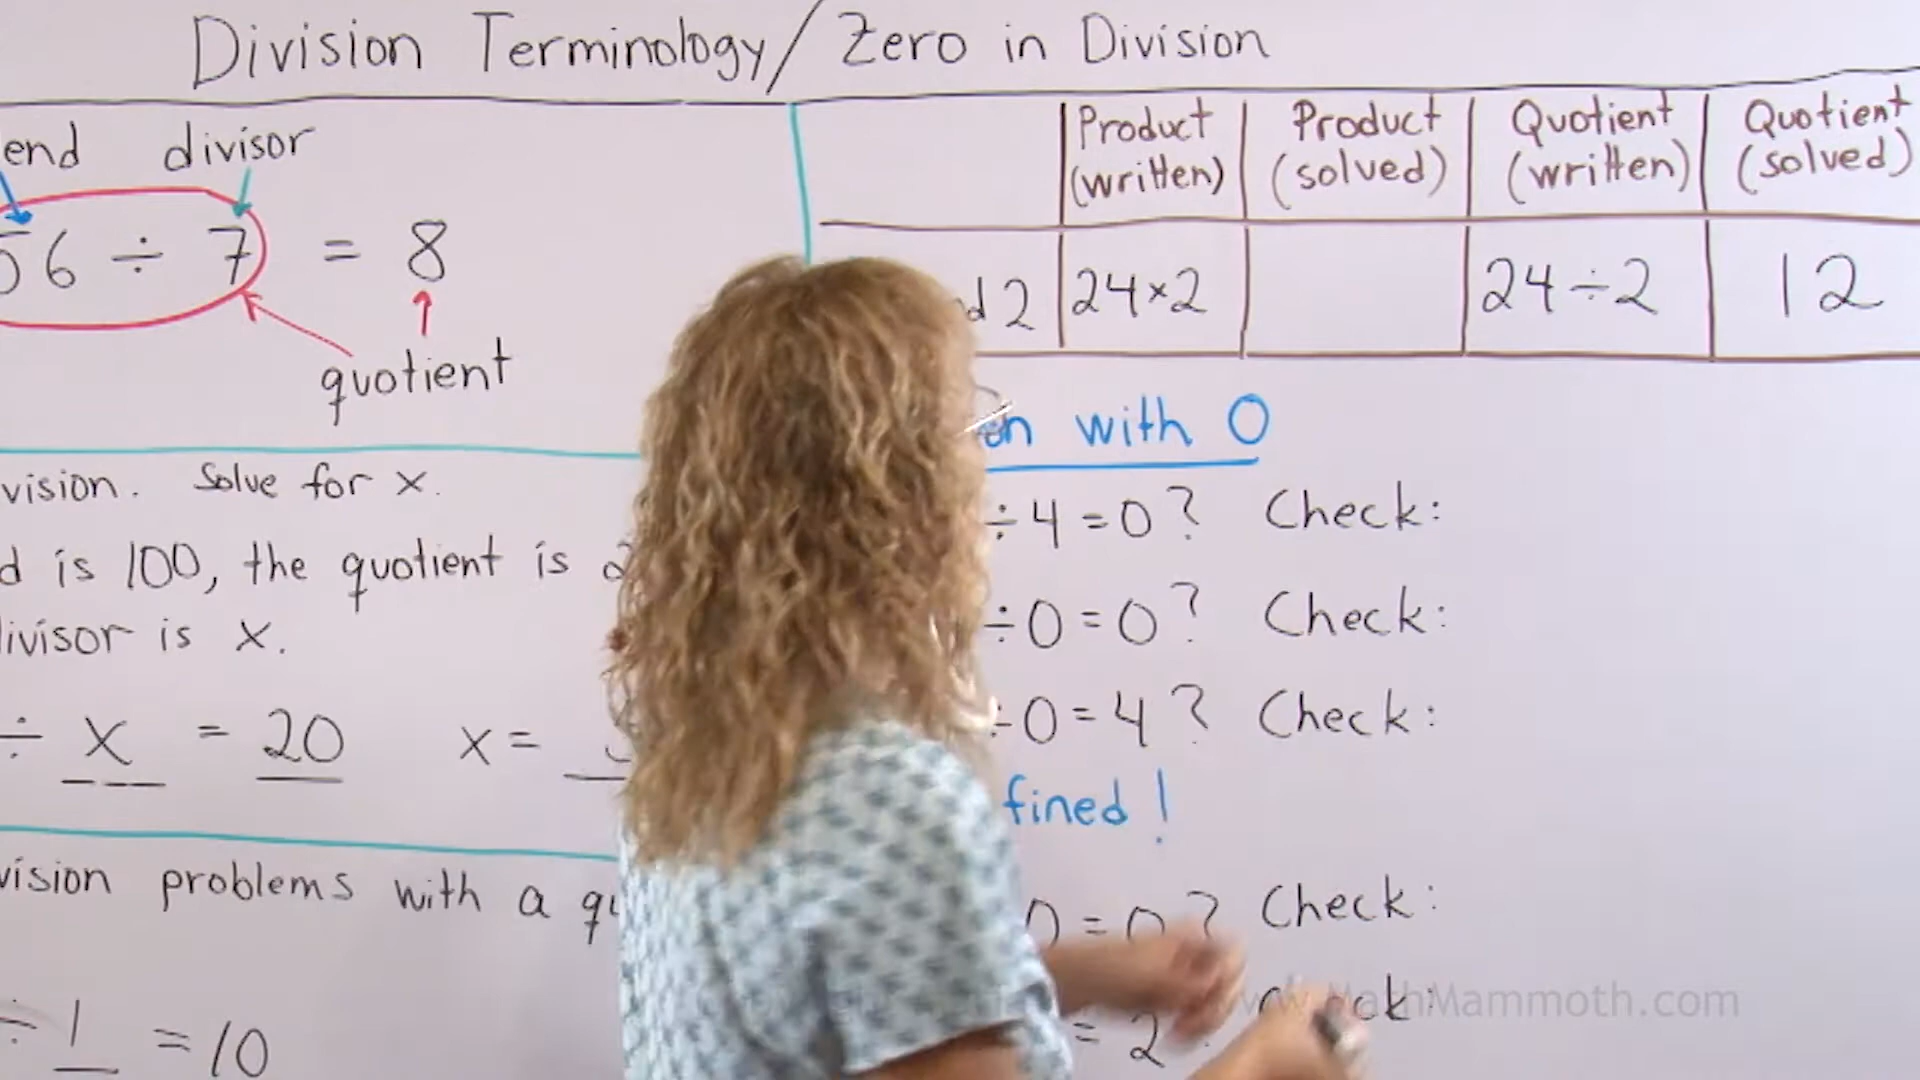 Division Terminology/Zero in Division
end divisor
56 ÷ 7 = 8
quotient
vision. Solve for x.
d is 100, the quotient is 2
divisor is x.
÷ x = 20 x =
vision problems with a qu
÷ 1 = 10
Product (written) Product (solved) Quotient (written) Quotient (solved)
d 2 24×2 24÷2 12
on with 0
÷4=0? Check:
÷0=0? Check:
÷0=4? Check:
fined!
0=0? Check:
= 2
www.MathMammoth.com